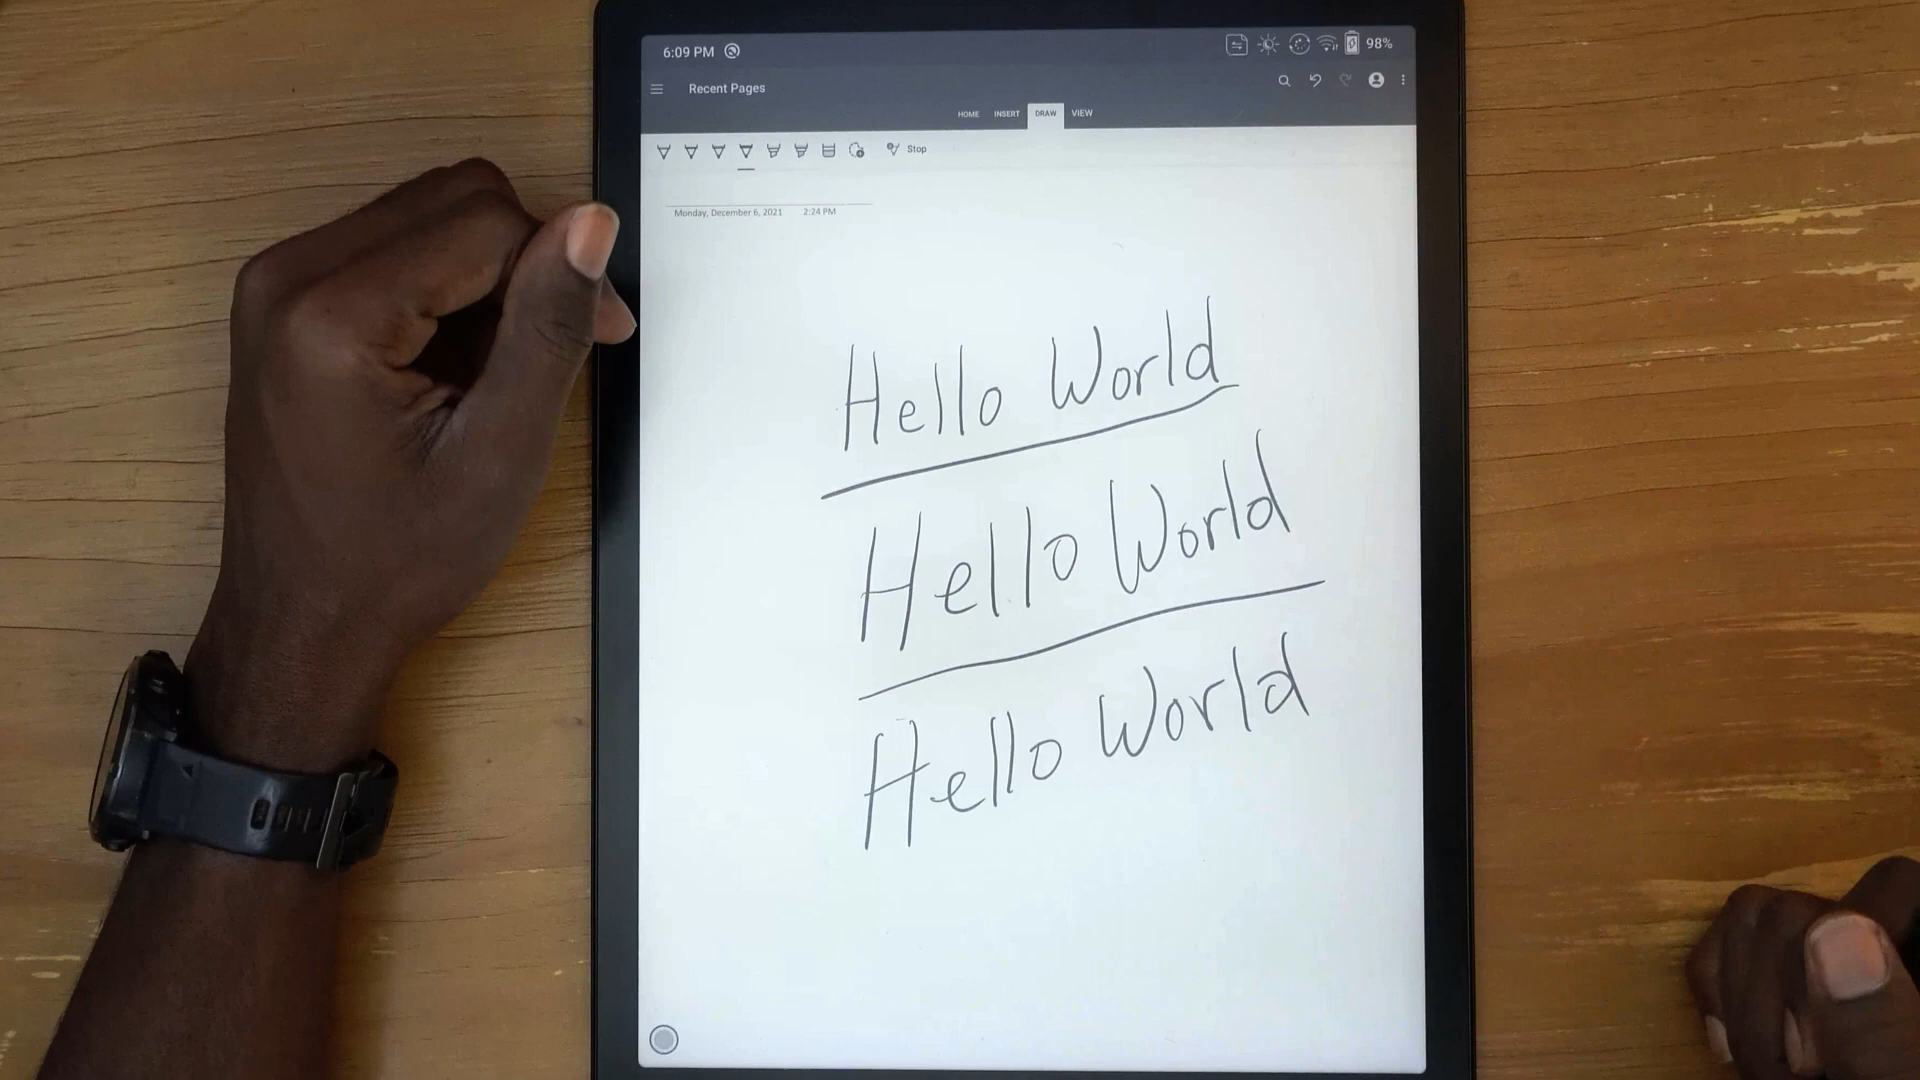 6:09 PM 98%
Recent Pages
HOME INSERT DRAW VIEW
Stop
Monday, December 6, 2021 2:24 PM
Hello World
Hello World
Hello World